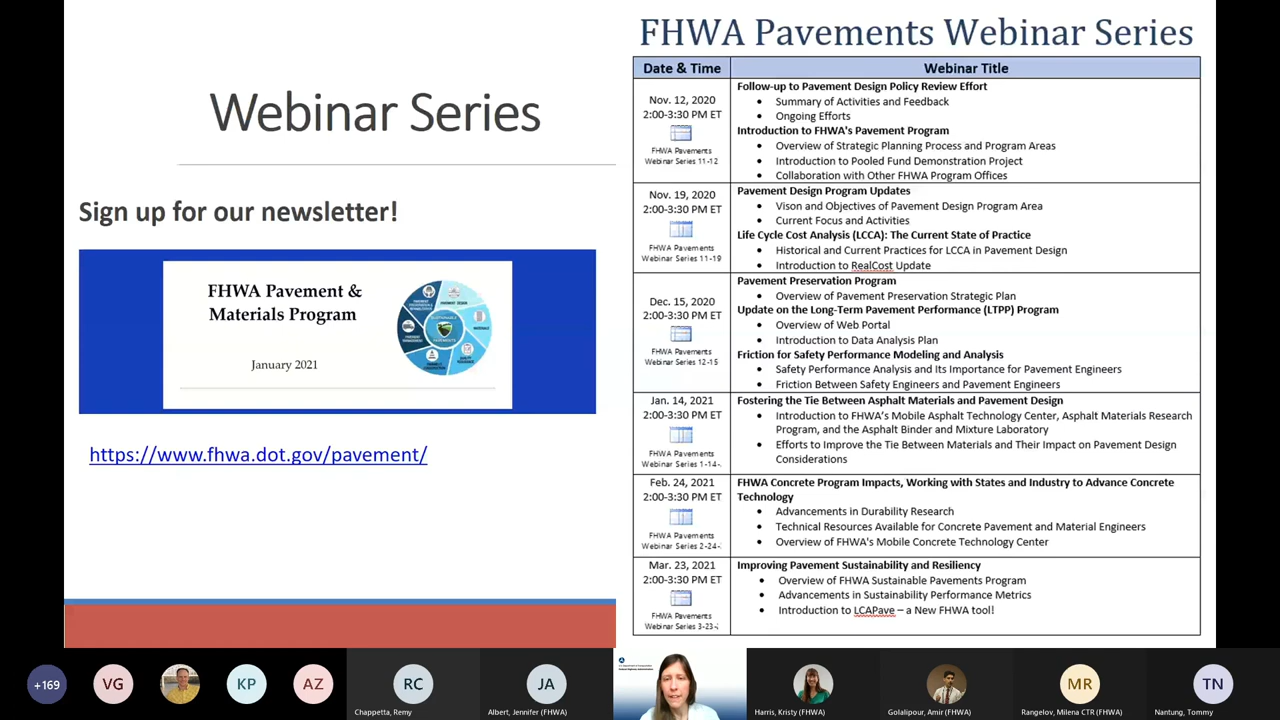 Webinar Series
Sign up for our newsletter!
FHWA Pavement &
Materials Program
January 2021
https://www.fhwa.dot.gov/pavement/
FHWA Pavements Webinar Series
Date & Time
Webinar Title
Nov. 12, 2020
2:00-3:30 PM ET
FHWA Pavements
Webinar Series 11-12
Follow-up to Pavement Design Policy Review Effort
• Summary of Activities and Feedback
• Ongoing Efforts
Introduction to FHWA's Pavement Program
• Overview of Strategic Planning Process and Program Areas
• Introduction to Pooled Fund Demonstration Project
• Collaboration with Other FHWA Program Offices
Nov. 19, 2020
2:00-3:30 PM ET
FHWA Pavements
Webinar Series 11-19
Pavement Design Program Updates
• Vison and Objectives of Pavement Design Program Area
• Current Focus and Activities
Life Cycle Cost Analysis (LCCA): The Current State of Practice
• Historical and Current Practices for LCCA in Pavement Design
• Introduction to RealCost Update
Dec. 15, 2020
2:00-3:30 PM ET
FHWA Pavements
Webinar Series 12-15
Pavement Preservation Program
• Overview of Pavement Preservation Strategic Plan
Update on the Long-Term Pavement Performance (LTPP) Program
• Overview of Web Portal
• Introduction to Data Analysis Plan
Friction for Safety Performance Modeling and Analysis
• Safety Performance Analysis and Its Importance for Pavement Engineers
• Friction Between Safety Engineers and Pavement Engineers
Jan. 14, 2021
2:00-3:30 PM ET
FHWA Pavements
Webinar Series 1-14-
Fostering the Tie Between Asphalt Materials and Pavement Design
• Introduction to FHWA's Mobile Asphalt Technology Center, Asphalt Materials Research
Program, and the Asphalt Binder and Mixture Laboratory
• Efforts to Improve the Tie Between Materials and Their Impact on Pavement Design
Considerations
Feb. 24, 2021
2:00-3:30 PM ET
FHWA Pavements
Webinar Series 2-24-
FHWA Concrete Program Impacts, Working with States and Industry to Advance Concrete
Technology
• Advancements in Durability Research
• Technical Resources Available for Concrete Pavement and Material Engineers
• Overview of FHWA's Mobile Concrete Technology Center
Mar. 23, 2021
2:00-3:30 PM ET
FHWA Pavements
Webinar Series 3-23-
Improving Pavement Sustainability and Resiliency
• Overview of FHWA Sustainable Pavements Program
• Advancements in Sustainability Performance Metrics
• Introduction to LCAPave – a New FHWA tool!
+169
VG
KP
AZ
RC
Chappetta, Remy
JA
Albert, Jennifer (FHWA)
Harris, Kristy (FHWA)
Golalipour, Amir (FHWA)
MR
Rangelov, Milena CTR (FHWA)
TN
Nantung, Tommy